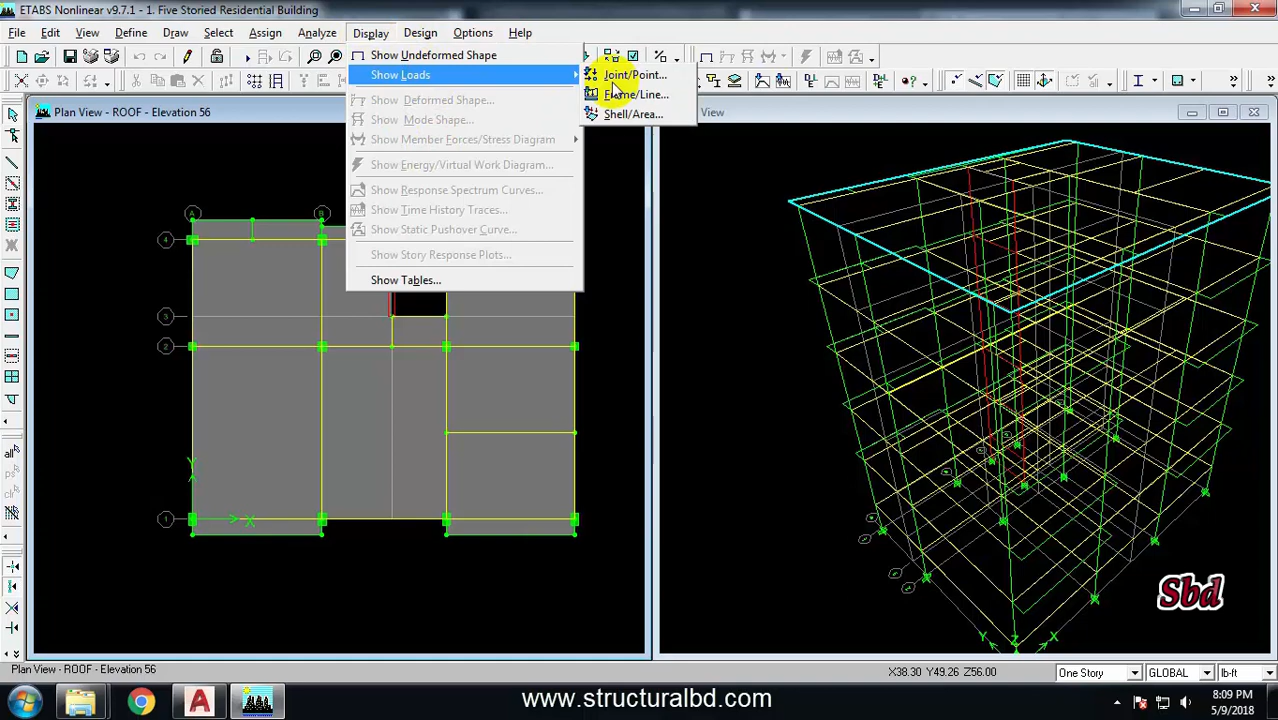 ETABS Nonlinear v9.7.1 - 1. Five Storied Residential Building
File Edit View Define Draw Select Assign Analyze Display Design Options Help
Show Undeformed Shape
Show Loads
Joint/Point...
Frame/Line...
Shell/Area...
Show Deformed Shape...
Show Mode Shape...
Show Member Forces/Stress Diagram
Show Energy/Virtual Work Diagram...
Show Response Spectrum Curves...
Show Time History Traces...
Show Static Pushover Curve...
Show Story Response Plots...
Show Tables...
Plan View - ROOF - Elevation 56
View
A B
4
3
2
1
Y
X
all
ps
clr
Y Z X
Sbd
Plan View - ROOF - Elevation 56
X38.30 Y49.26 Z56.00
One Story
GLOBAL
lb-ft
www.structuralbd.com
8:09 PM
5/9/2018